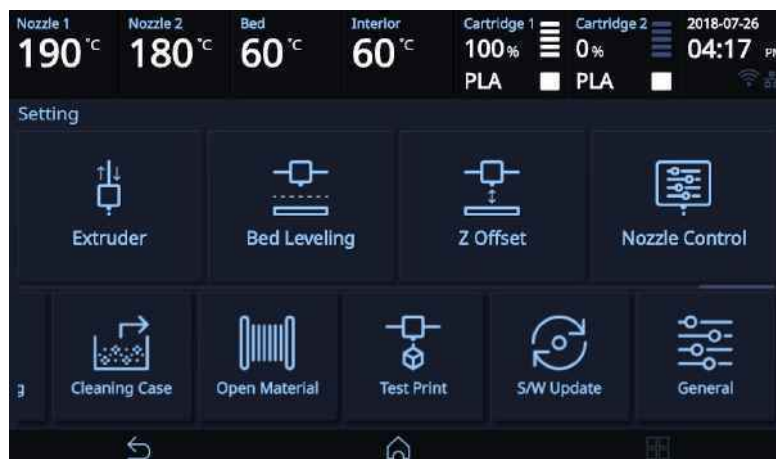 Nozzle 1 Nozzle 2 Bed Interior Cartridge 1 Cartridge 2 2018-07-26
190 °C 180 °C 60 °C 60 °C 100 % 0 % 04:17
PLA PLA
Setting
Extruder Bed Leveling Z Offset Nozzle Control
g Cleaning Case Open Material Test Print S/W Update General